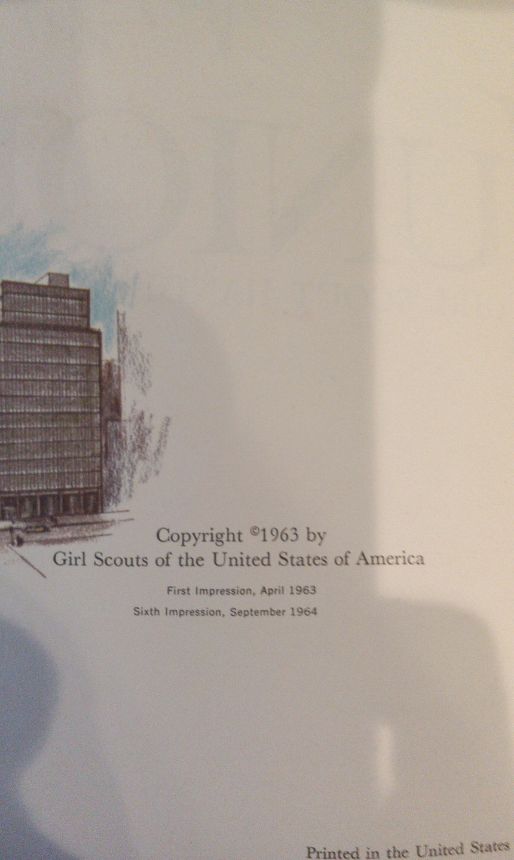 Copyright ©1963 by
Girl Scouts of the United States of America
First Impression, April 1963
Sixth Impression, September 1964
Printed in the United States